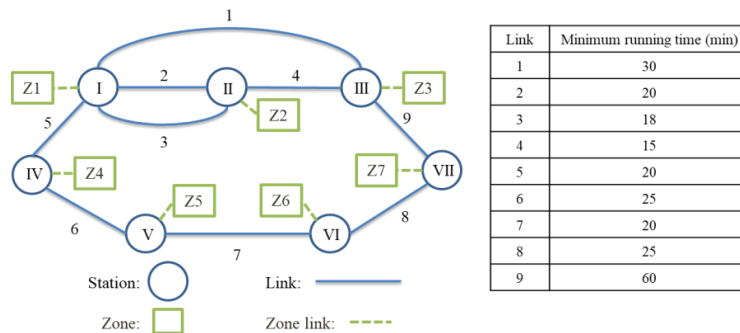 1
Z1
I
2
II
4
III
Z3
5
3
Z2
9
IV
Z4
Z7
VII
Z5
Z6
6
V
VI
8
7
Station:
Link:
Zone:
Zone link:
Link Minimum running time (min)
1 30
2 20
3 18
4 15
5 20
6 25
7 20
8 25
9 60